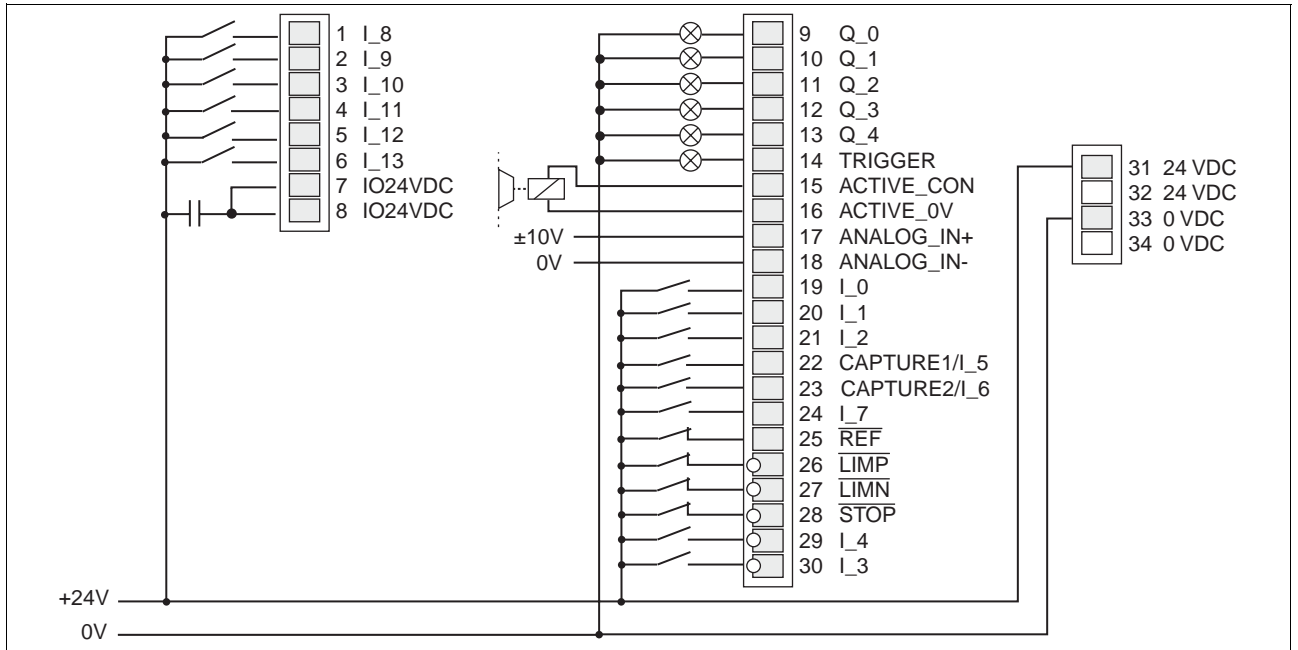 1 I_8
2 I_9
3 I_10
4 I_11
5 I_12
6 I_13
7 IO24VDC
8 IO24VDC
9 Q_0
10 Q_1
11 Q_2
12 Q_3
13 Q_4
14 TRIGGER
15 ACTIVE_CON
16 ACTIVE_0V
±10V
17 ANALOG_IN+
0V
18 ANALOG_IN-
19 I_0
20 I_1
21 I_2
22 CAPTURE1/I_5
23 CAPTURE2/I_6
24 I_7
25 REF
26 LIMP
27 LIMN
28 STOP
29 I_4
30 I_3
31 24 VDC
32 24 VDC
33 0 VDC
34 0 VDC
+24V
0V